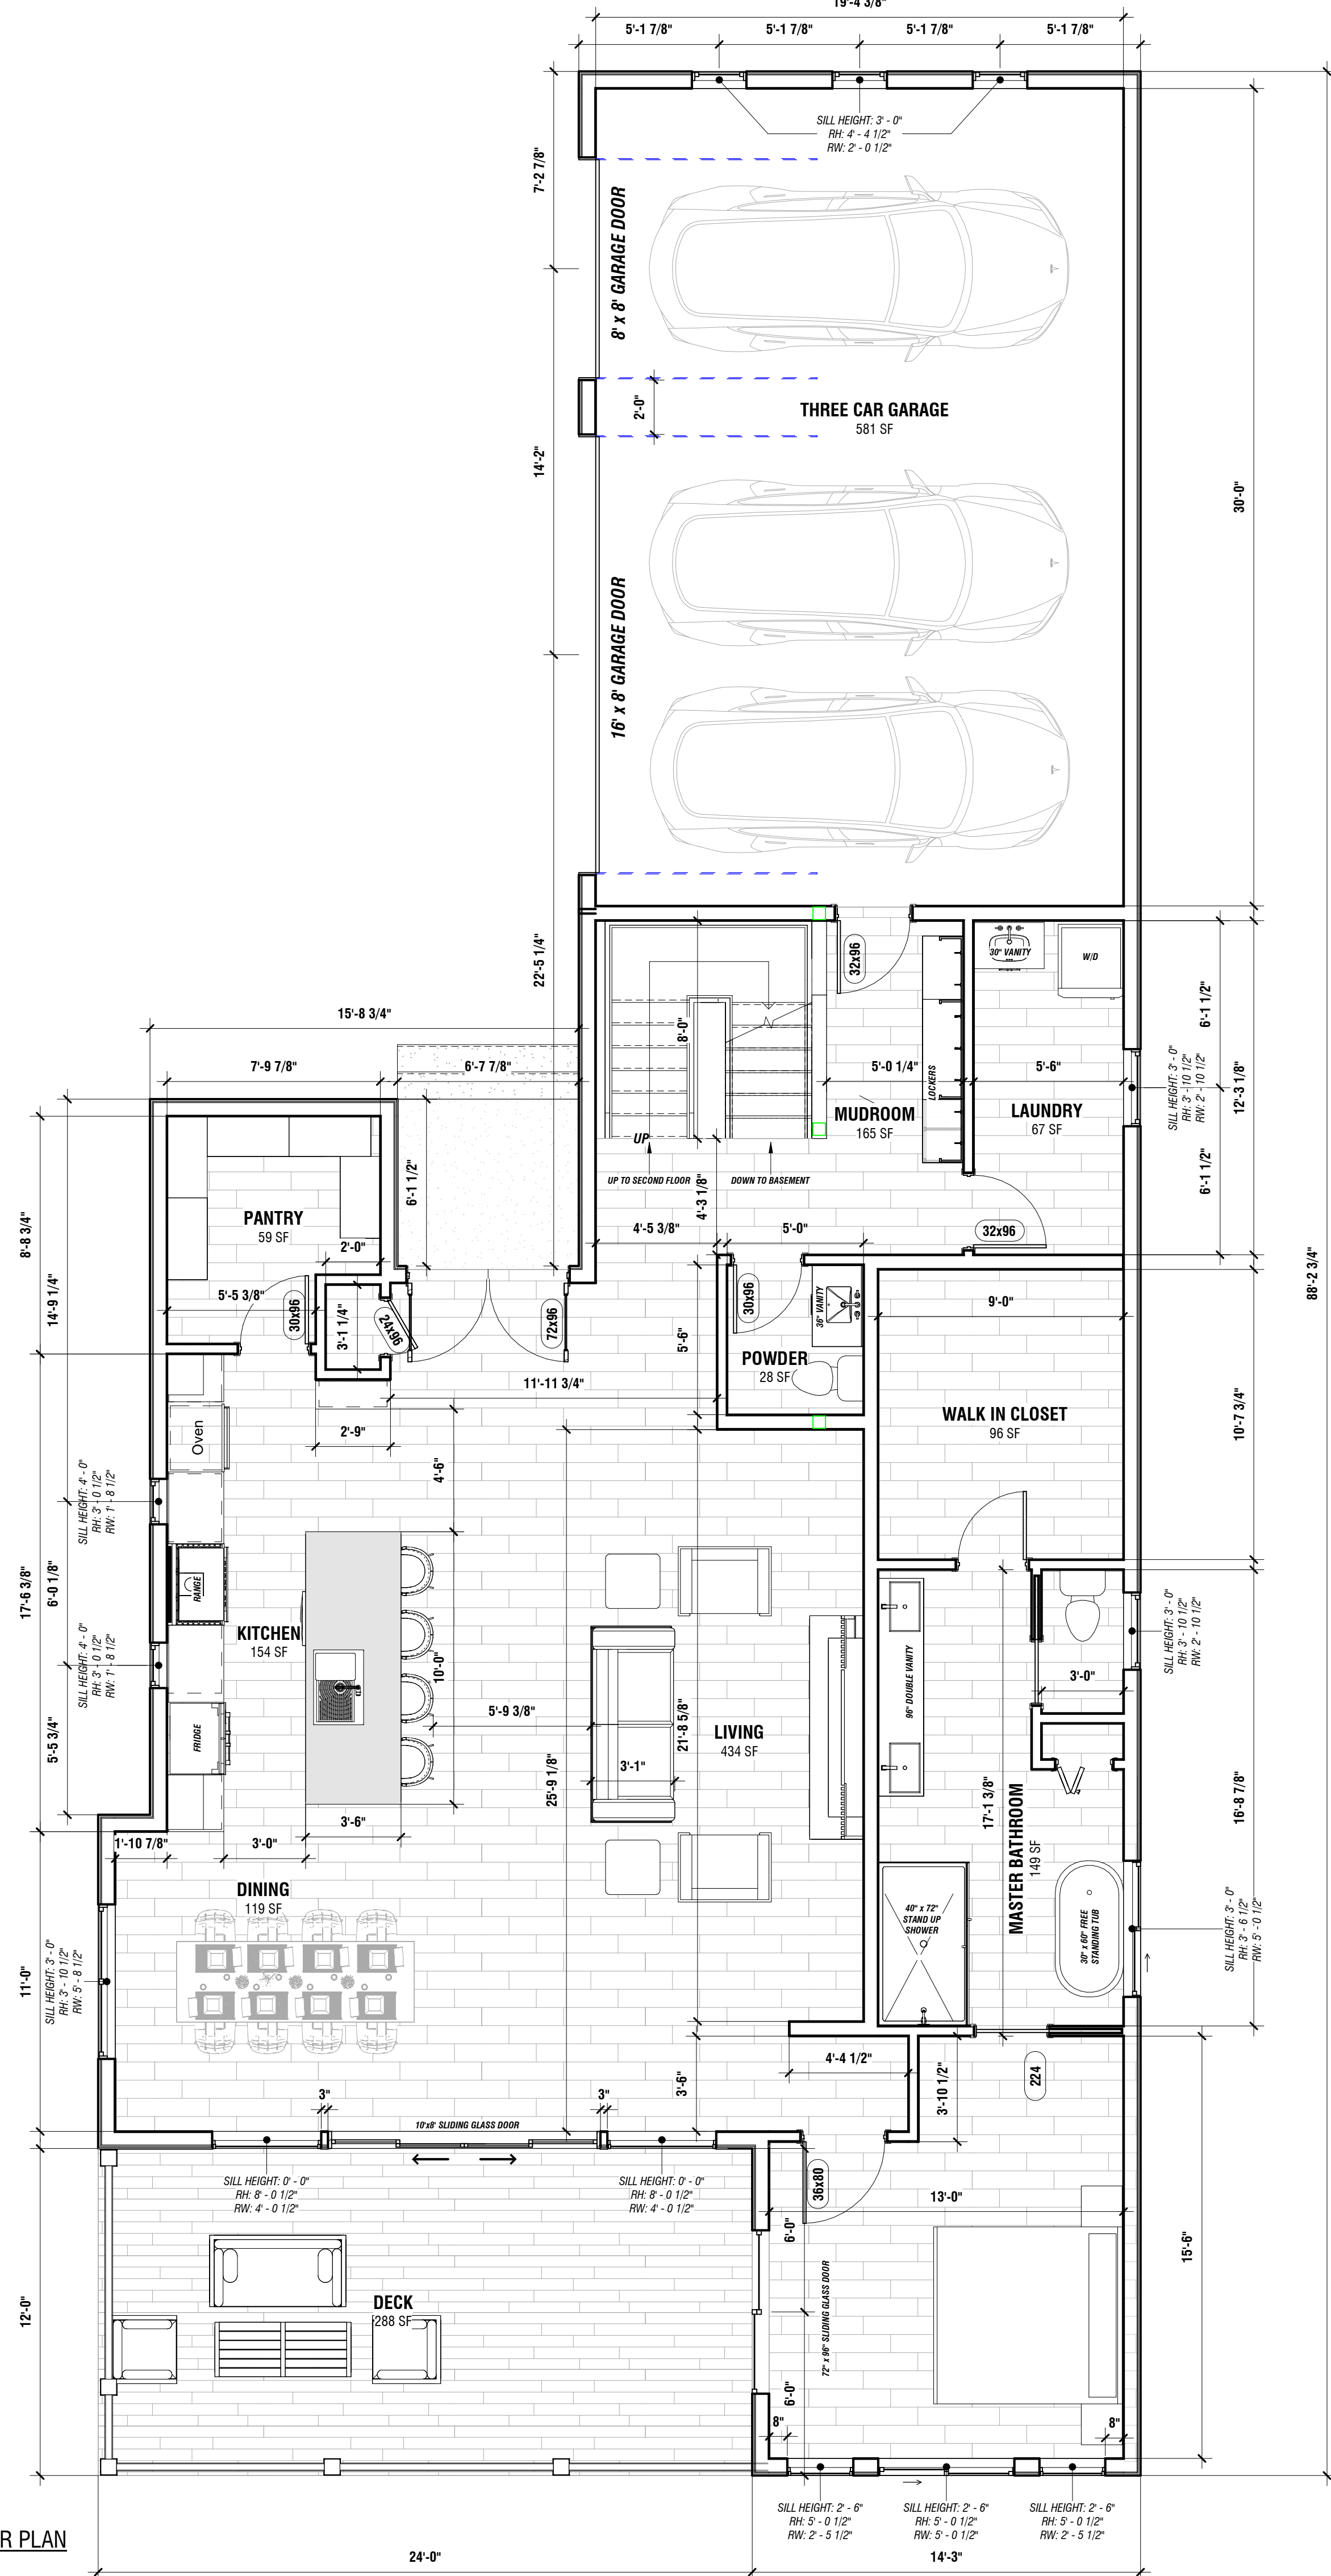 19'-4 3/8"
5'-1 7/8"
5'-1 7/8"
5'-1 7/8"
5'-1 7/8"
SILL HEIGHT: 3' - 0"
RH: 4' - 4 1/2"
RW: 2' - 0 1/2"
7'-2 7/8"
8' x 8' GARAGE DOOR
2'-0"
THREE CAR GARAGE
581 SF
14'-2"
30'-0"
16' x 8' GARAGE DOOR
22'-5 1/4"
32x96
30" VANITY
W/D
8'-0"
6'-1 1/2"
15'-8 3/4"
7'-9 7/8"
6'-7 7/8"
5'-0 1/4"
LOCKERS
5'-6"
SILL HEIGHT: 3' - 0"
RH: 3' - 10 1/2"
RW: 2' - 10 1/2"
12'-3 1/8"
MUDROOM
165 SF
LAUNDRY
67 SF
UP
UP TO SECOND FLOOR
DOWN TO BASEMENT
6'-1 1/2"
6'-1 1/2"
4'-3 1/8"
PANTRY
59 SF
8'-8 3/4"
4'-5 3/8"
5'-0"
32x96
2'-0"
88'-2 3/4"
14'-9 1/4"
5'-5 3/8"
30x96
3'-1 1/4"
24x96
72x96
30x96
36" VANITY
9'-0"
5'-6"
POWDER
28 SF
11'-11 3/4"
WALK IN CLOSET
96 SF
10'-7 3/4"
Oven
2'-9"
4'-6"
SILL HEIGHT: 4' - 0"
RH: 3' - 0 1/2"
RW: 1' - 8 1/2"
17'-6 3/8"
6'-0 1/8"
RANGE
KITCHEN
154 SF
SILL HEIGHT: 4' - 0"
RH: 3' - 0 1/2"
RW: 1' - 8 1/2"
10'-0"
96" DOUBLE VANITY
3'-0"
SILL HEIGHT: 3' - 0"
RH: 3' - 10 1/2"
RW: 2' - 10 1/2"
5'-5 3/4"
FRIDGE
5'-9 3/8"
21'-8 5/8"
LIVING
434 SF
3'-1"
25'-9 1/8"
17'-1 3/8"
16'-8 7/8"
MASTER BATHROOM
149 SF
1'-10 7/8"
3'-0"
3'-6"
DINING
119 SF
40" x 72"
STAND UP
SHOWER
30" x 60" FREE
STANDING TUB
SILL HEIGHT: 3' - 0"
RH: 3' - 6 1/2"
RW: 5' - 0 1/2"
11'-0"
SILL HEIGHT: 3' - 0"
RH: 3' - 10 1/2"
RW: 5' - 8 1/2"
4'-4 1/2"
3'-6"
3'-10 1/2"
224
3"
3"
10'x8' SLIDING GLASS DOOR
SILL HEIGHT: 0' - 0"
RH: 8' - 0 1/2"
RW: 4' - 0 1/2"
SILL HEIGHT: 0' - 0"
RH: 8' - 0 1/2"
RW: 4' - 0 1/2"
36x80
13'-0"
6'-0"
15'-6"
72" x 96" SLIDING GLASS DOOR
12'-0"
DECK
288 SF
6'-0"
8"
8"
SILL HEIGHT: 2' - 6"
RH: 5' - 0 1/2"
RW: 2' - 5 1/2"
SILL HEIGHT: 2' - 6"
RH: 5' - 0 1/2"
RW: 5' - 0 1/2"
SILL HEIGHT: 2' - 6"
RH: 5' - 0 1/2"
RW: 2' - 5 1/2"
R PLAN
24'-0"
14'-3"